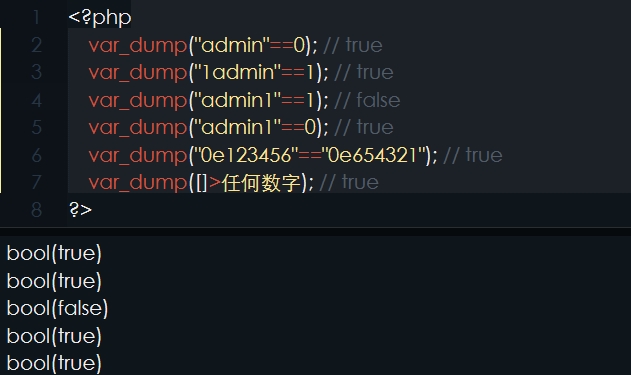 1 <?php
2 var_dump("admin"==0); // true
3 var_dump("1admin"==1); // true
4 var_dump("admin1"==1); // false
5 var_dump("admin1"==0); // true
6 var_dump("0e123456"=="0e654321"); // true
7 var_dump([]>任何数字); // true
8 ?>
bool(true)
bool(true)
bool(false)
bool(true)
bool(true)